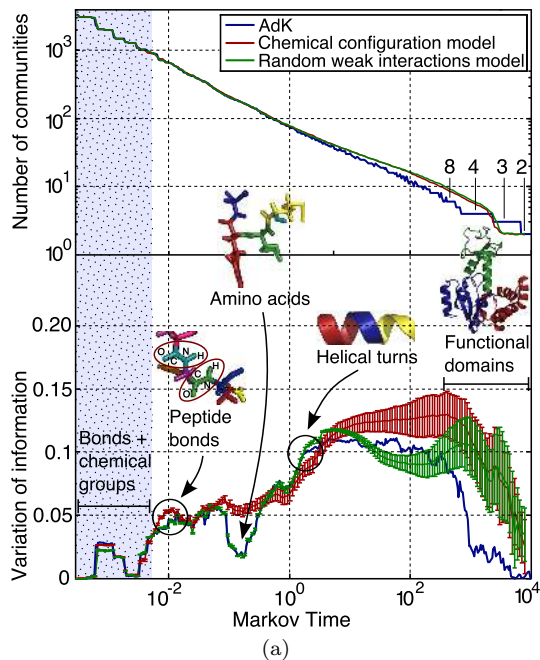 AdK
Chemical configuration model
Random weak interactions model
Number of communities
10^3
10^2
10^1
10^0
8 4 3 2
Amino acids
Helical turns
Functional
domains
Peptide
bonds
O C N H
O C N H
Bonds +
chemical
groups
Variation of information
0.20
0.15
0.1
0.05
0
10^-2 10^0 10^2 10^4
Markov Time
(a)